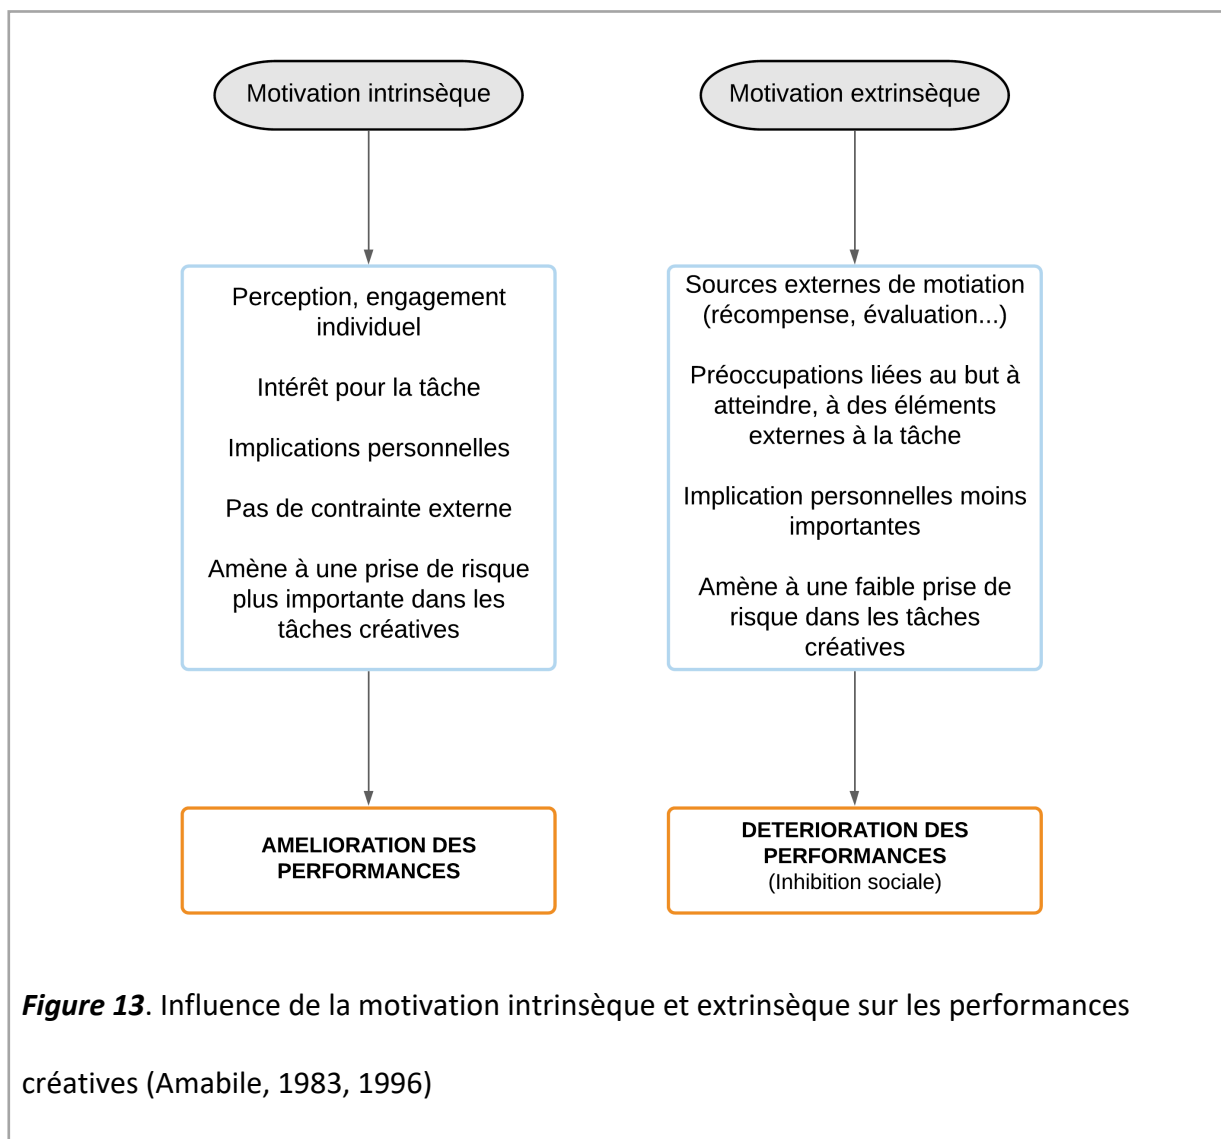 Motivation intrinsèque
Perception, engagement
individuel
Intérêt pour la tâche
Implications personnelles
Pas de contrainte externe
Amène à une prise de risque
plus importante dans les
tâches créatives
AMELIORATION DES
PERFORMANCES
Motivation extrinsèque
Sources externes de motiation
(récompense, évaluation...)
Préoccupations liées au but à
atteindre, à des éléments
externes à la tâche
Implication personnelles moins
importantes
Amène à une faible prise de
risque dans les tâches
créatives
DETERIORATION DES
PERFORMANCES
(Inhibition sociale)
Figure 13. Influence de la motivation intrinsèque et extrinsèque sur les performances
créatives (Amabile, 1983, 1996)